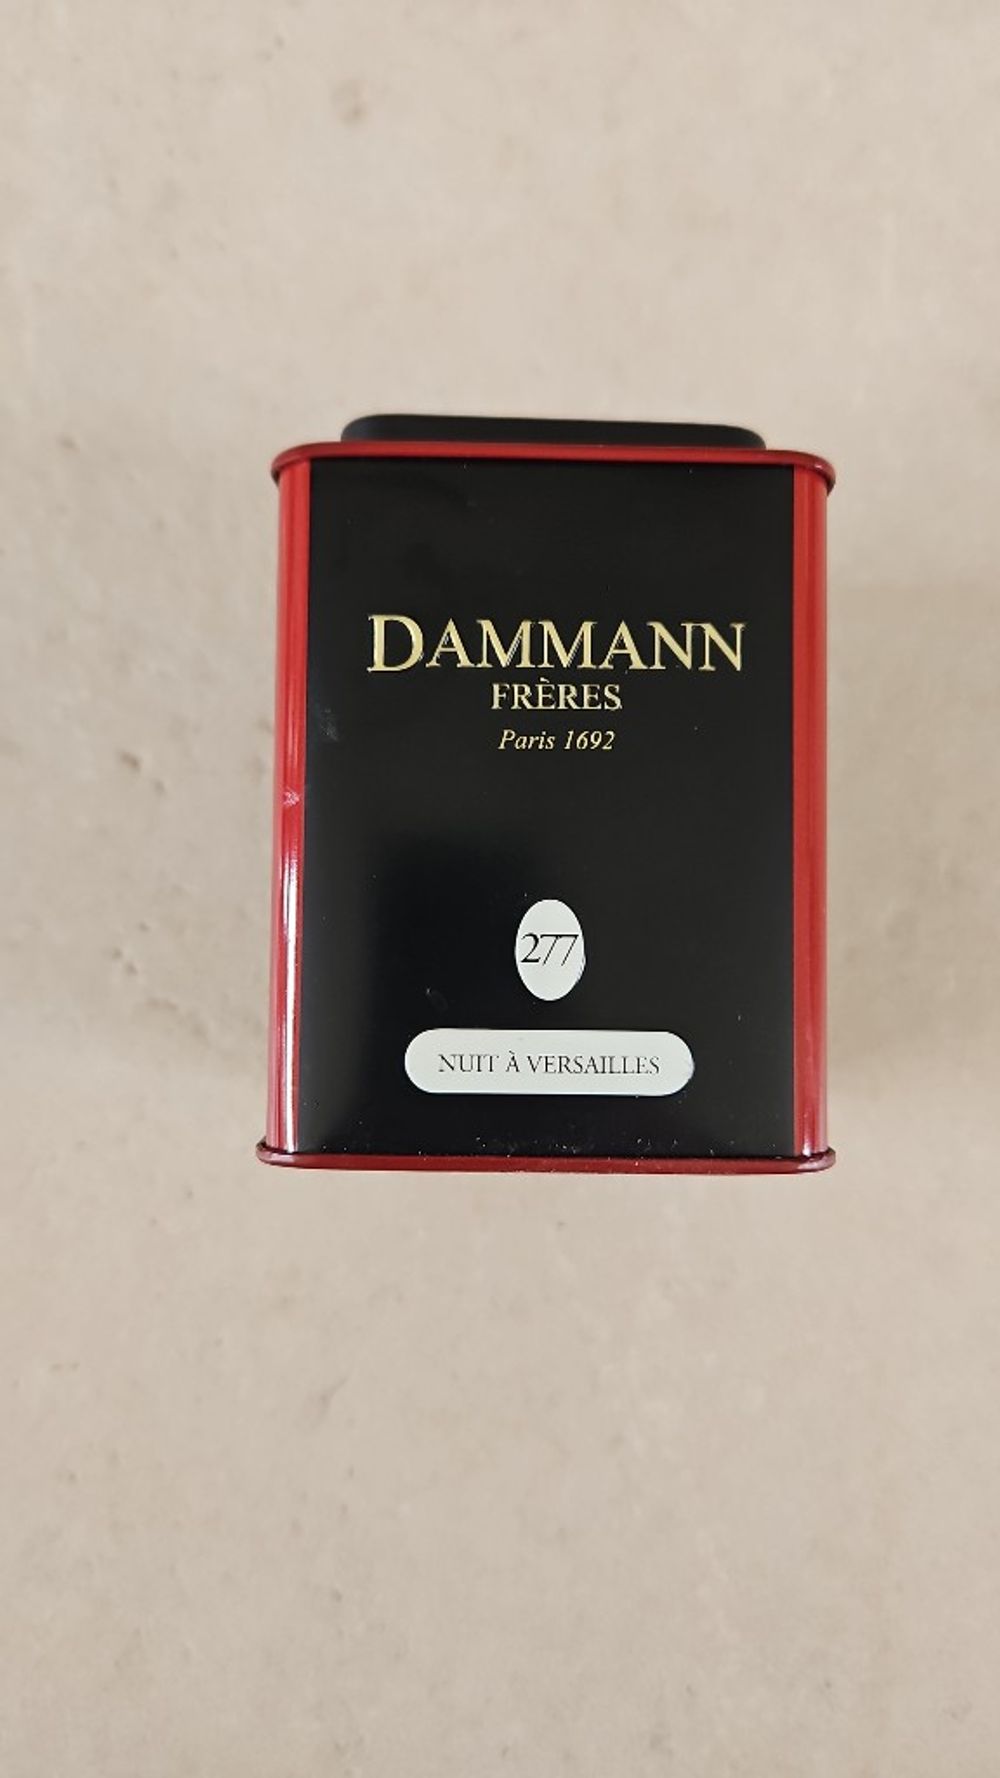 DAMMANN
FRÈRES
Paris 1692
277
NUIT À VERSAILLES